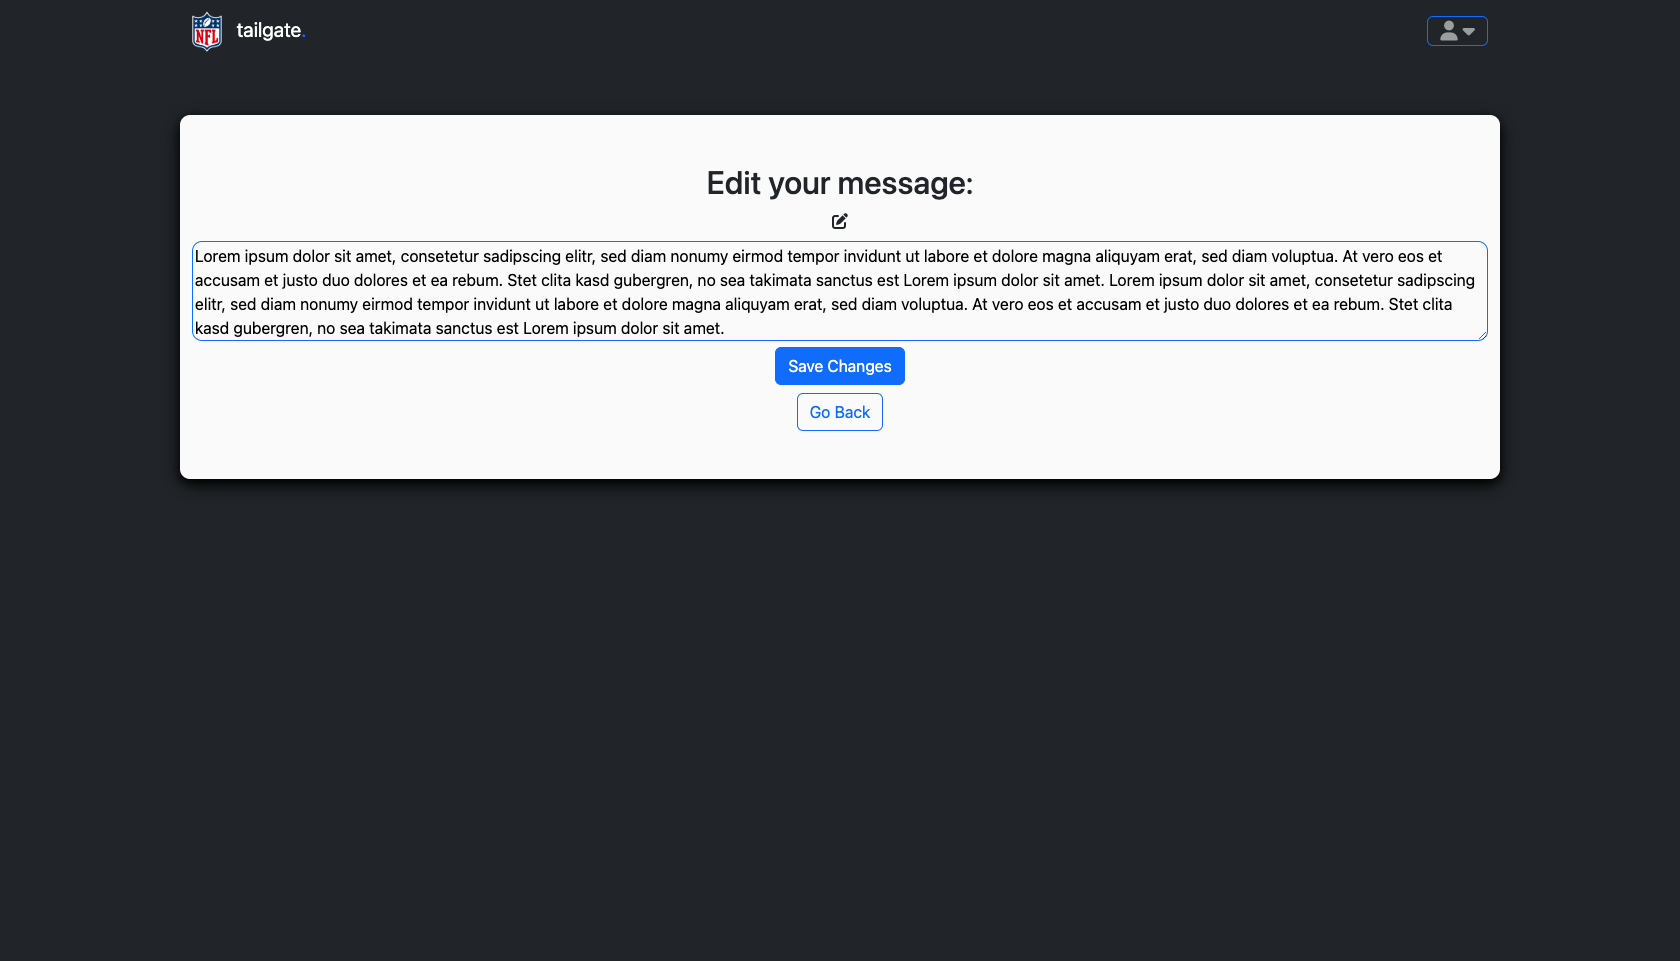 NFL
tailgate.
Edit your message:
Lorem ipsum dolor sit amet, consetetur sadipscing elitr, sed diam nonumy eirmod tempor invidunt ut labore et dolore magna aliquyam erat, sed diam voluptua. At vero eos et
accusam et justo duo dolores et ea rebum. Stet clita kasd gubergren, no sea takimata sanctus est Lorem ipsum dolor sit amet. Lorem ipsum dolor sit amet, consetetur sadipscing
elitr, sed diam nonumy eirmod tempor invidunt ut labore et dolore magna aliquyam erat, sed diam voluptua. At vero eos et accusam et justo duo dolores et ea rebum. Stet clita
kasd gubergren, no sea takimata sanctus est Lorem ipsum dolor sit amet.
Save Changes
Go Back